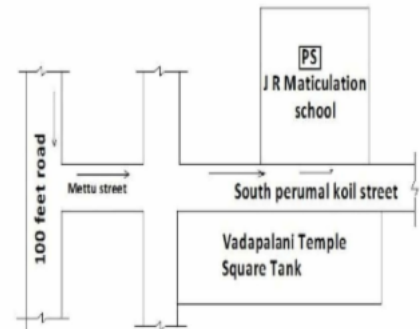 PS
J R Maticulation
school
100 feet road
Mettu street
South perumal koil street
Vadapalani Temple
Square Tank